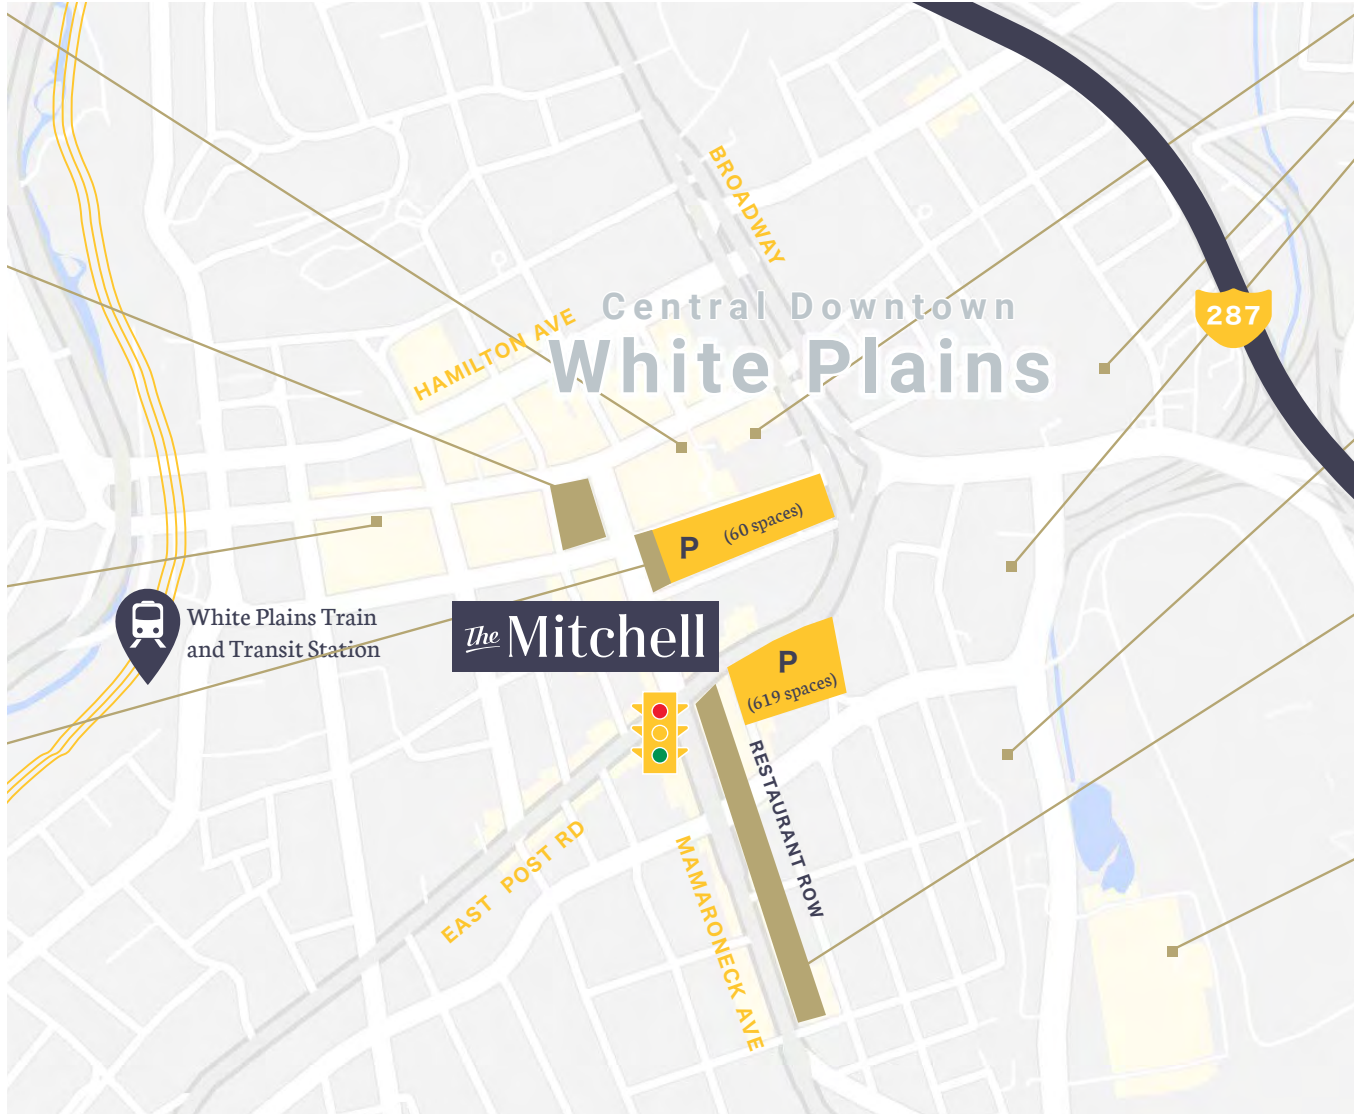 BROADWAY
HAMILTON AVE
Central Downtown
White Plains
287
P
(60 spaces)
White Plains Train
and Transit Station
The Mitchell
P
(619 spaces)
RESTAURANT ROW
EAST POST RD
MAMARONECK AVE